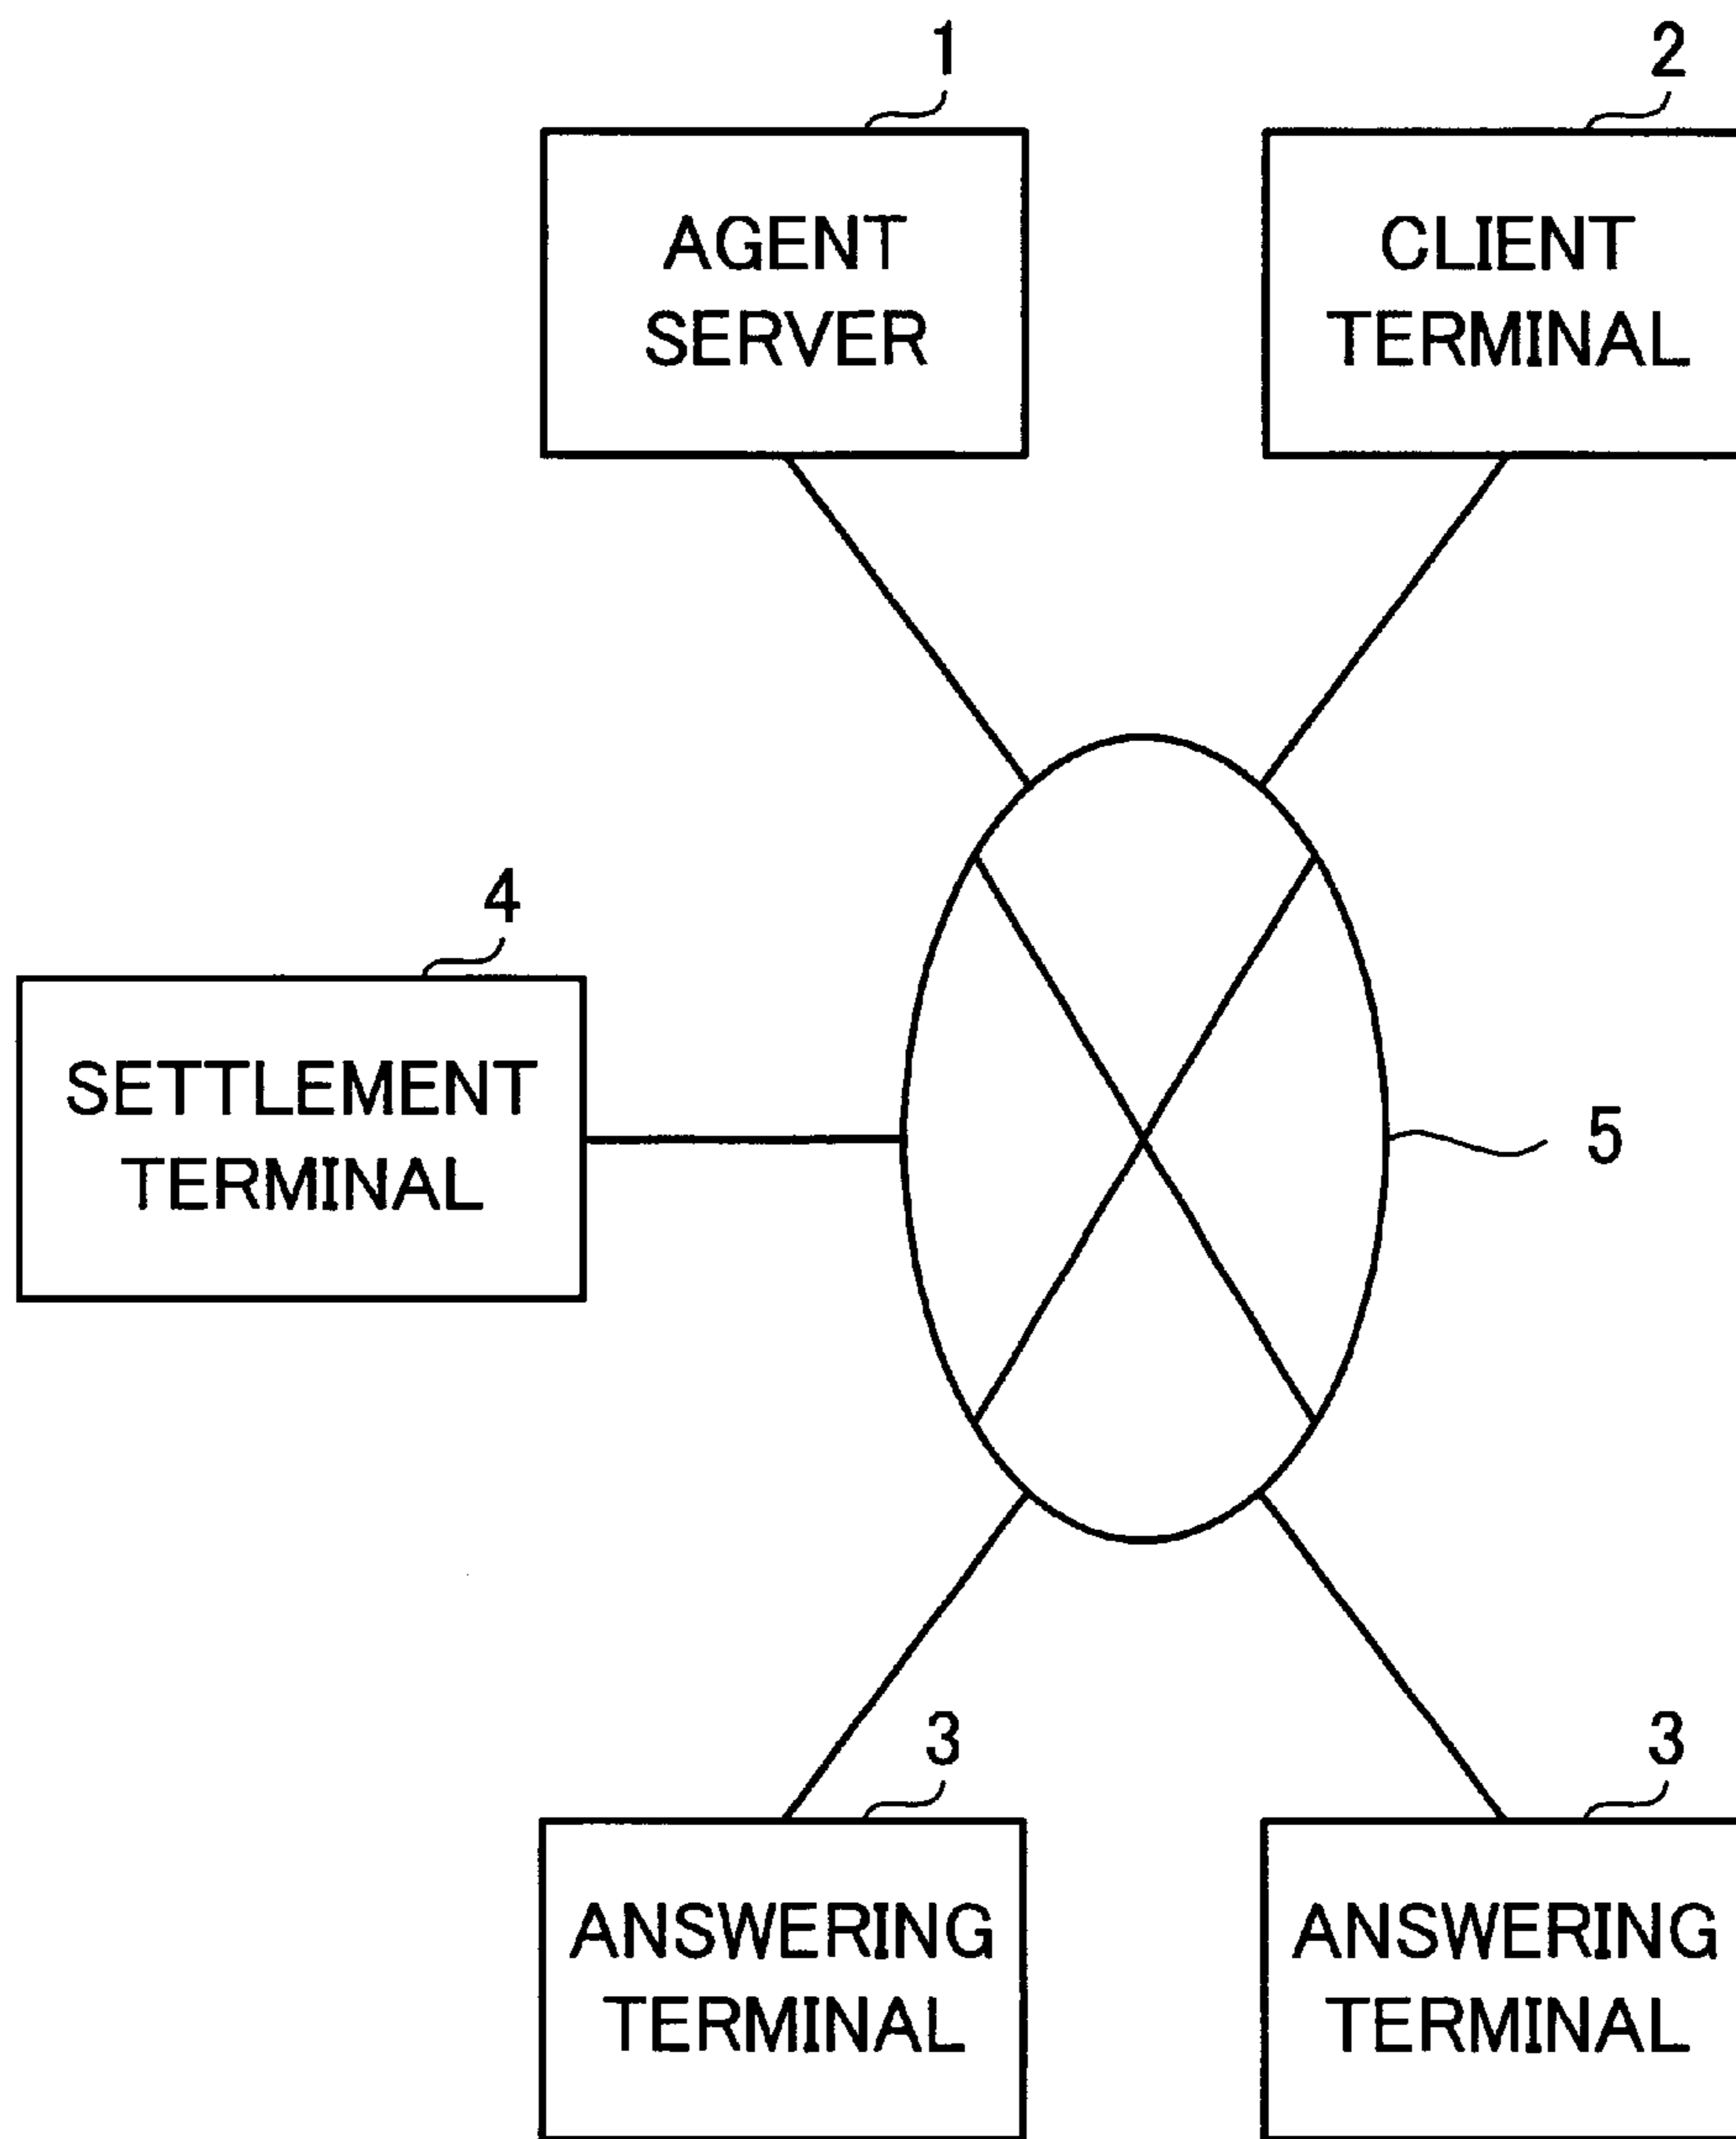 1
2
AGENT
SERVER
CLIENT
TERMINAL
4
SETTLEMENT
TERMINAL
5
3
3
ANSWERING
TERMINAL
ANSWERING
TERMINAL